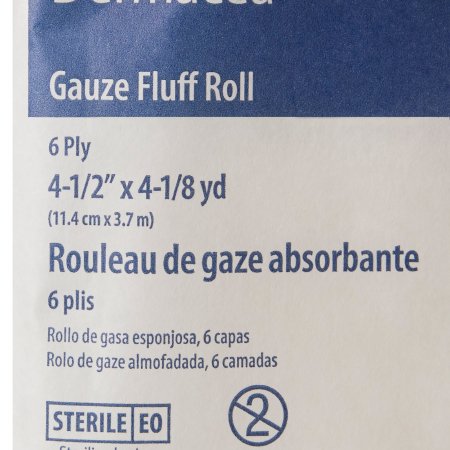 Gauze Fluff Roll
6 Ply
4-1/2" x 4-1/8 yd
(11.4 cm x 3.7 m)
Rouleau de gaze absorbante
6 plis
Rollo de gasa esponjosa, 6 capas
Rolo de gaze almofadada, 6 camadas
STERILE EO 2